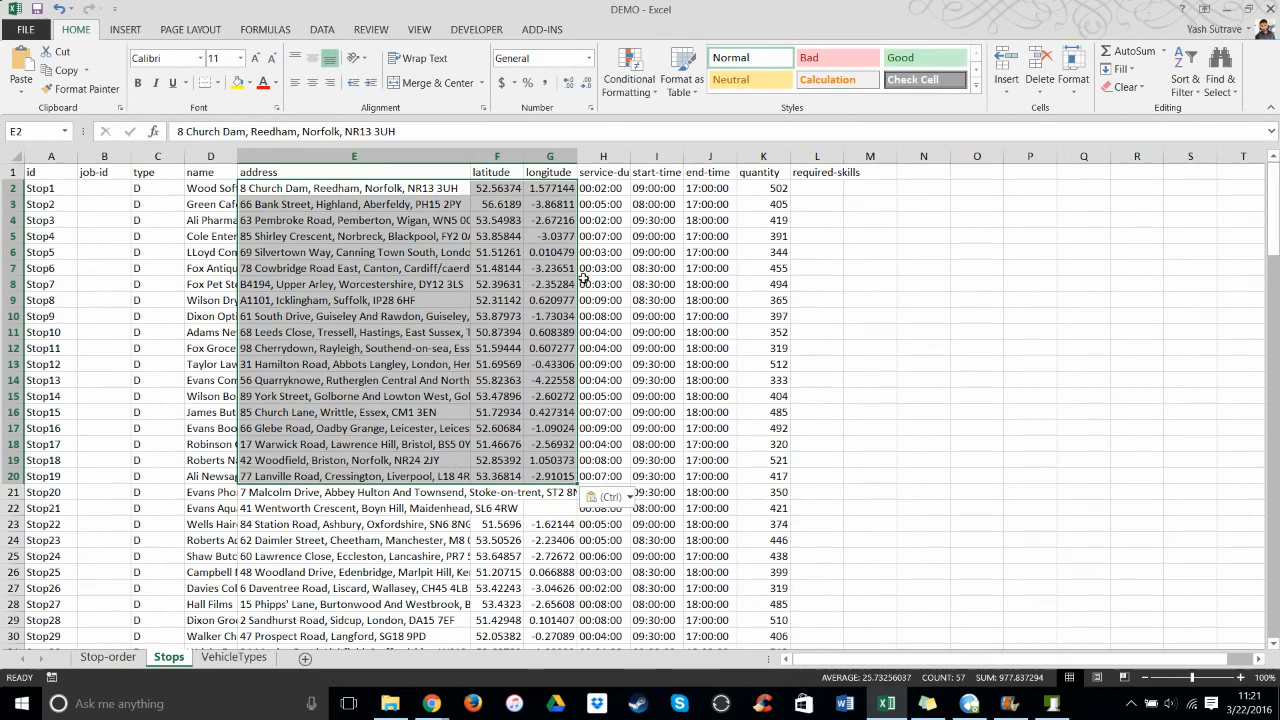 DEMO - Excel
FILE HOME INSERT PAGE LAYOUT FORMULAS DATA REVIEW VIEW DEVELOPER ADD-INS Yash Sutrave
Paste Cut Copy Format Painter Calibri 11 Wrap Text Merge & Center General Conditional Formatting Format as Table Normal Bad Good Neutral Calculation Check Cell Insert Delete Format AutoSum Fill Clear Sort & Filter Find & Select
Clipboard Font Alignment Number Styles Cells Editing
E2 fx 8 Church Dam, Reedham, Norfolk, NR13 3UH
A B C D E F G H I J K L M N O P Q R S T
1 id job-id type name address latitude longitude service-du start-time end-time quantity required-skills
2 Stop1 D Wood Sof 8 Church Dam, Reedham, Norfolk, NR13 3UH 52.56374 1.577144 00:02:00 09:00:00 17:00:00 502
3 Stop2 D Green Caf 66 Bank Street, Highland, Aberfeldy, PH15 2PY 56.6189 -3.86811 00:05:00 08:00:00 17:00:00 405
4 Stop3 D Ali Pharma 63 Pembroke Road, Pemberton, Wigan, WN5 0 53.54983 -2.67216 00:02:00 09:30:00 18:00:00 419
5 Stop4 D Cole Ente 85 Shirley Crescent, Norbreck, Blackpool, FY2 0 53.85844 -3.0377 00:07:00 09:00:00 17:00:00 391
6 Stop5 D LLoyd Con 69 Silvertown Way, Canning Town South, Londo 51.51261 0.010479 00:03:00 09:00:00 17:00:00 344
7 Stop6 D Fox Antiqu 78 Cowbridge Road East, Canton, Cardiff/caerd 51.48144 -3.23651 00:03:00 08:30:00 17:00:00 455
8 Stop7 D Fox Pet St B4194, Upper Arley, Worcestershire, DY12 3LS 52.39631 -2.35284 00:03:00 08:30:00 17:00:00 494
9 Stop8 D Wilson Dry A1101, Icklingham, Suffolk, IP28 6HF 52.31142 0.620977 00:09:00 08:30:00 18:00:00 365
10 Stop9 D Dixon Opti 61 South Drive, Guiseley And Rawdon, Guiseley, 53.87973 -1.73034 00:08:00 09:00:00 17:00:00 397
11 Stop10 D Adams Ne 68 Leeds Close, Tressell, Hastings, East Sussex, T 50.87394 0.608389 00:04:00 09:00:00 18:00:00 352
12 Stop11 D Fox Groce 98 Cherrydown, Rayleigh, Southend-on-sea, Ess 51.59444 0.607277 00:04:00 09:00:00 18:00:00 319
13 Stop12 D Taylor Law 31 Hamilton Road, Abbots Langley, London, Her 51.69569 -0.43306 00:04:00 09:30:00 18:00:00 512
14 Stop13 D Evans Com 56 Quarryknowe, Rutherglen Central And North 55.82363 -4.22558 00:04:00 09:30:00 18:00:00 333
15 Stop14 D Wilson Bo 89 York Street, Golborne And Lowton West, Gol 53.47896 -2.60272 00:04:00 09:00:00 18:00:00 404
16 Stop15 D James But 85 Church Lane, Writtle, Essex, CM1 3EN 51.72934 0.427314 00:07:00 09:00:00 18:00:00 485
17 Stop16 D Evans Boo 66 Glebe Road, Oadby Grange, Leicester, Leices 52.60684 -1.09024 00:09:00 09:00:00 17:00:00 492
18 Stop17 D Robinson 17 Warwick Road, Lawrence Hill, Bristol, BS5 0Y 51.46676 -2.56932 00:04:00 08:00:00 17:00:00 320
19 Stop18 D Roberts N 42 Woodfield, Briston, Norfolk, NR24 2JY 52.85392 1.050373 00:04:00 09:30:00 18:00:00 521
20 Stop19 D Ali Newsa 77 Lanville Road, Cressington, Liverpool, L18 4R 53.36814 -2.91015 00:07:00 09:30:00 17:00:00 417
21 Stop20 D Evans Pho 7 Malcolm Drive, Abbey Hulton And Townsend, Stoke-on-trent, ST2 8N (Ctrl) 09:30:00 18:00:00 350
22 Stop21 D Evans Aqu 41 Wentworth Crescent, Boyn Hill, Maidenhead, SL6 4RW 00:08:00 08:00:00 17:00:00 421
23 Stop22 D Wells Hair 84 Station Road, Ashbury, Oxfordshire, SN6 8NG 51.5696 -1.62144 00:05:00 08:00:00 18:00:00 374
24 Stop23 D Roberts Ac 62 Daimler Street, Cheetham, Manchester, M8 0 53.50526 -2.23406 00:05:00 08:30:00 18:00:00 446
25 Stop24 D Shaw Butc 60 Lawrence Close, Eccleston, Lancashire, PR7 5 53.64857 -2.72672 00:06:00 09:00:00 17:00:00 438
26 Stop25 D Campbell 48 Woodland Drive, Edenbridge, Marlpit Hill, Ke 51.20715 0.066888 00:04:00 09:00:00 18:00:00 399
27 Stop26 D Davies Col 6 Daventree Road, Liscard, Wallasey, CH45 4LB 53.42243 -3.04626 00:02:00 09:00:00 17:00:00 319
28 Stop27 D Hall Films 15 Phipps' Lane, Burtonwood And Westbrook, B 53.4323 -2.65608 00:08:00 08:00:00 17:00:00 485
29 Stop28 D Dixon Groc 2 Sandhurst Road, Sidcup, London, DA15 7EF 51.42948 0.101407 00:08:00 09:30:00 17:00:00 510
30 Stop29 D Walker Ch 47 Prospect Road, Langford, SG18 9PD 52.05382 -0.27089 00:04:00 09:30:00 17:00:00 406
Stop-order Stops VehicleTypes
READY AVERAGE: 25.73256037 COUNT: 57 SUM: 977.837294 100%
Ask me anything 11:21
3/22/2016